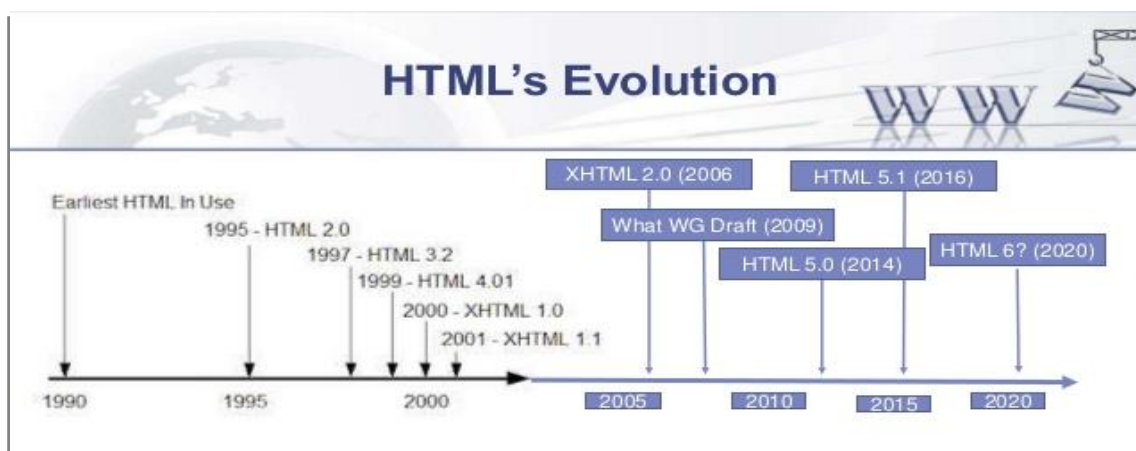 HTML's Evolution
W W
Earliest HTML In Use
1995 - HTML 2.0
1997 - HTML 3.2
1999 - HTML 4.01
2000 - XHTML 1.0
2001 - XHTML 1.1
XHTML 2.0 (2006
What WG Draft (2009)
HTML 5.0 (2014)
HTML 5.1 (2016)
HTML 6? (2020)
1990 1995 2000 2005 2010 2015 2020